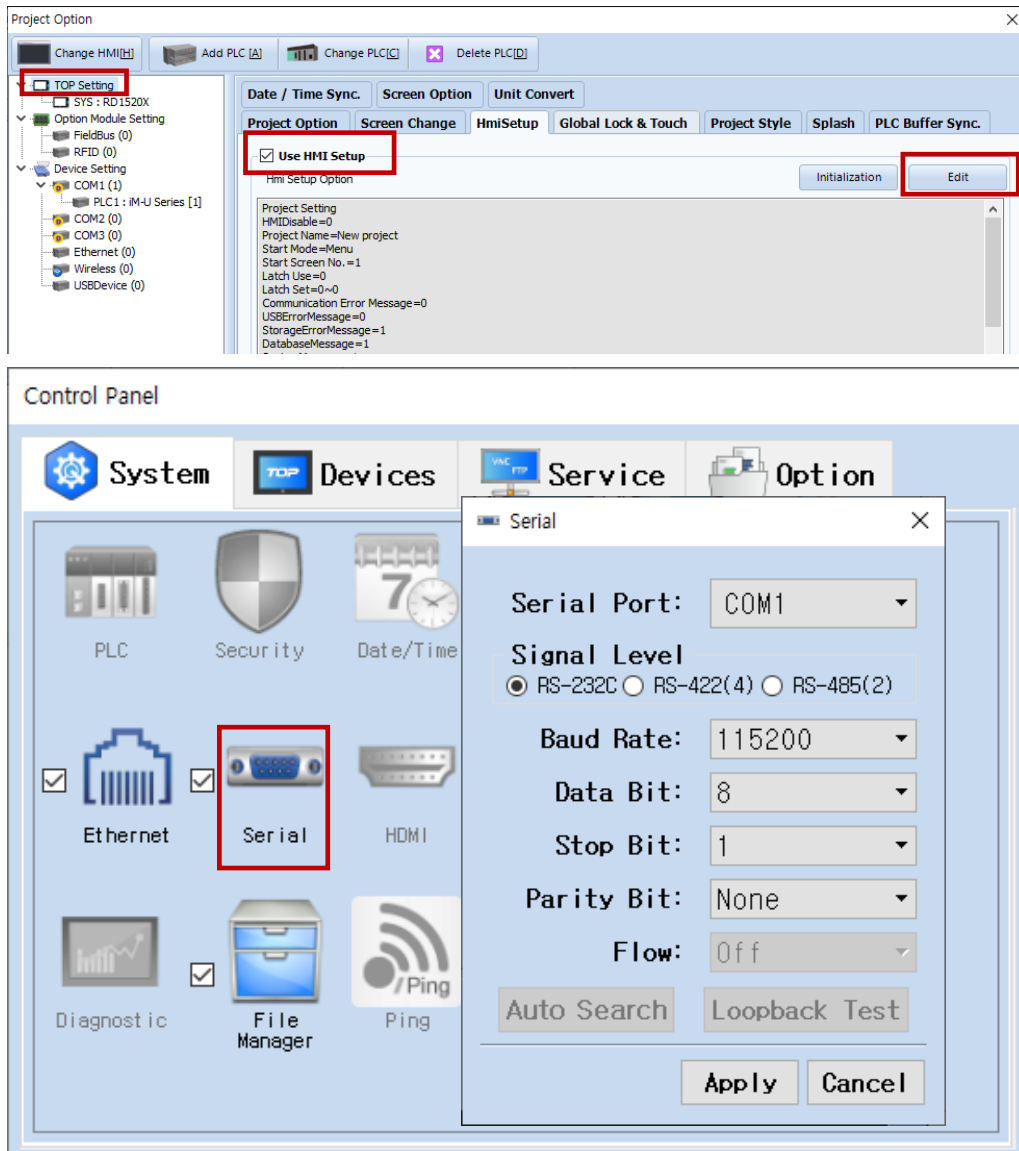 Project Option
Change HMI[H] Add PLC [A] Change PLC[C] Delete PLC[D]
TOP Setting
SYS : RD1520X
Option Module Setting
FieldBus (0)
RFID (0)
Device Setting
COM1 (1)
PLC1 : iM-U Series [1]
COM2 (0)
COM3 (0)
Ethernet (0)
Wireless (0)
USBDevice (0)
Date / Time Sync. Screen Option Unit Convert
Project Option Screen Change HmiSetup Global Lock & Touch Project Style Splash PLC Buffer Sync.
Use HMI Setup
Hmi Setup Option Initialization Edit
Project Setting
HMIDisable=0
Project Name=New project
Start Mode=Menu
Start Screen No.=1
Latch Use=0
Latch Set=0~0
Communication Error Message=0
USBErrorMessage=0
StorageErrorMessage=1
DatabaseMessage=1
Control Panel
System Devices Service Option
TOP
VNC
FTP
7
PLC Security Date/Time
Ethernet Serial HDMI
/Ping
Diagnostic File Manager Ping
Serial
Serial Port: COM1
Signal Level
RS-232C RS-422(4) RS-485(2)
Baud Rate: 115200
Data Bit: 8
Stop Bit: 1
Parity Bit: None
Flow: Off
Auto Search Loopback Test
Apply Cancel